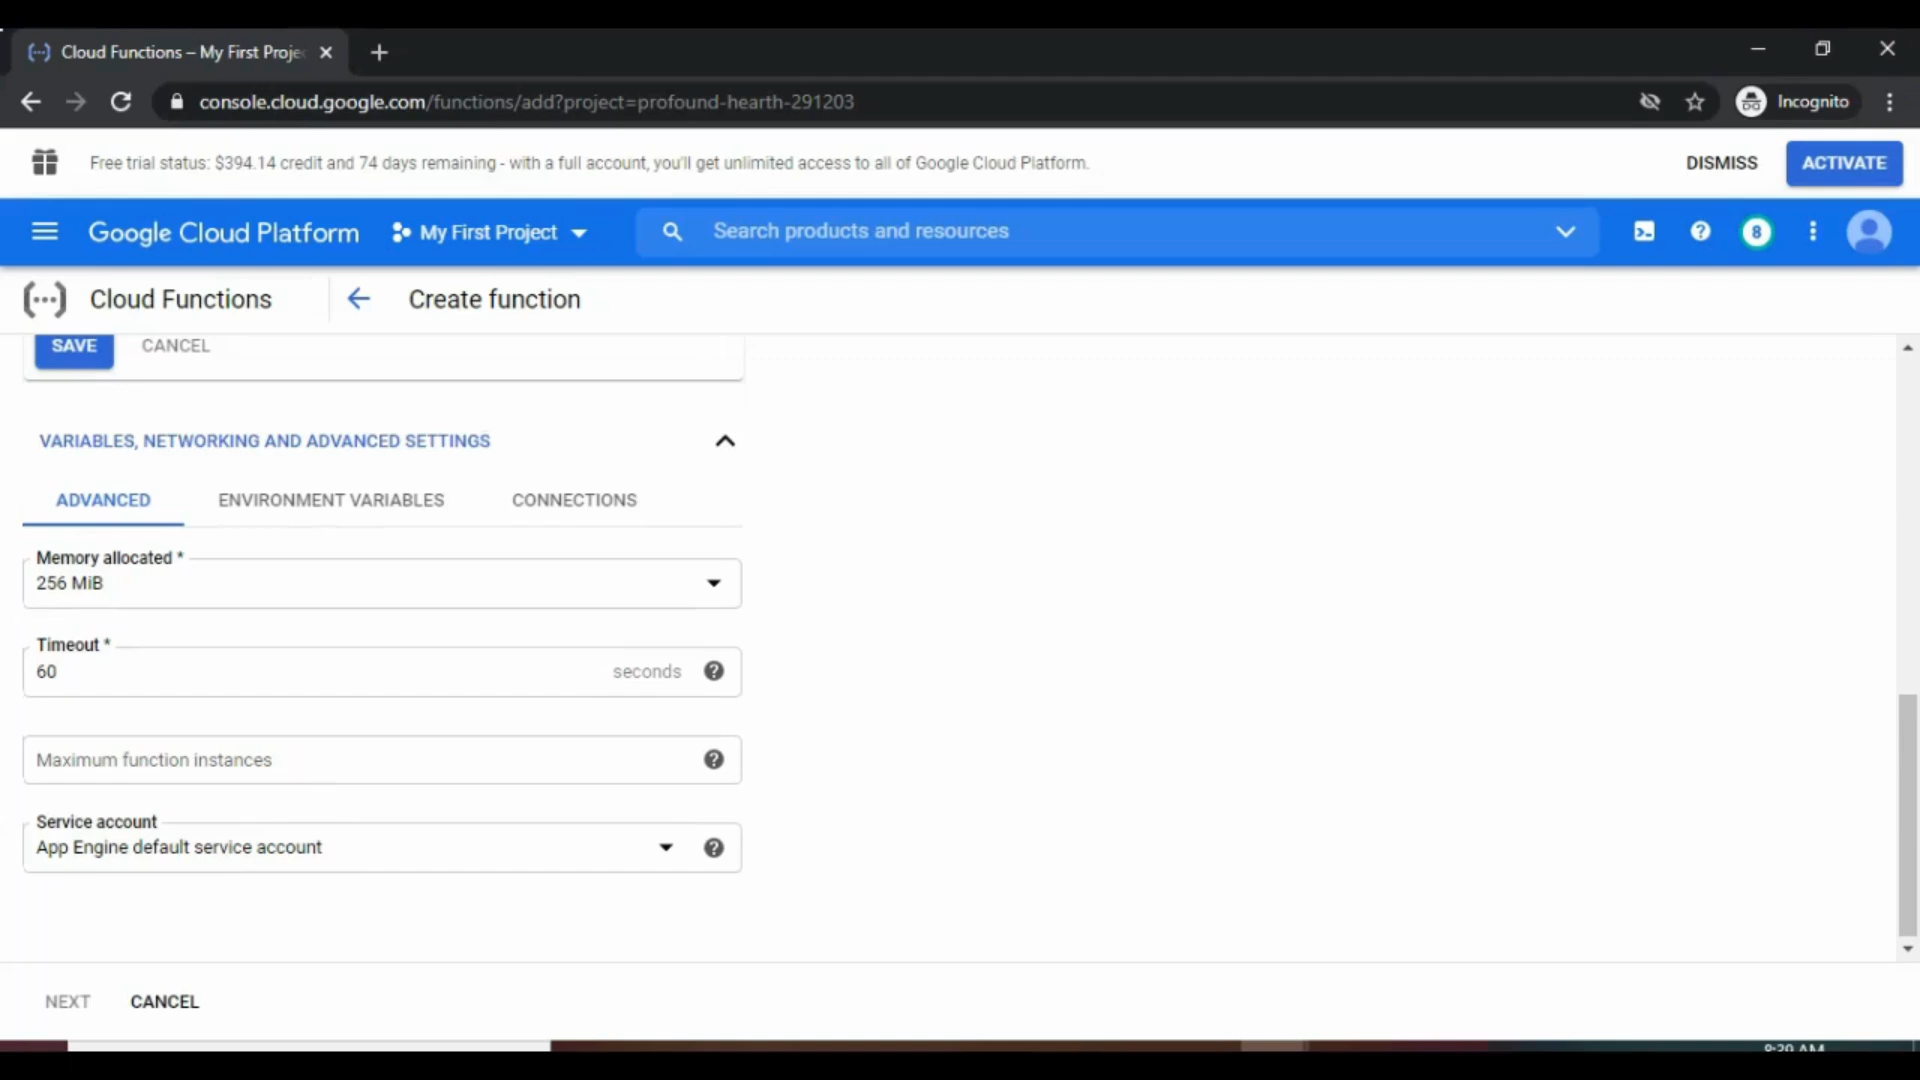 Cloud Functions – My First Proje
console.cloud.google.com/functions/add?project=profound-hearth-291203
Incognito
Free trial status: $394.14 credit and 74 days remaining - with a full account, you'll get unlimited access to all of Google Cloud Platform.
DISMISS
ACTIVATE
Google Cloud Platform
My First Project
Search products and resources
8
Cloud Functions
Create function
SAVE
CANCEL
VARIABLES, NETWORKING AND ADVANCED SETTINGS
ADVANCED
ENVIRONMENT VARIABLES
CONNECTIONS
Memory allocated *
256 MiB
Timeout *
60
seconds
Maximum function instances
Service account
App Engine default service account
NEXT
CANCEL